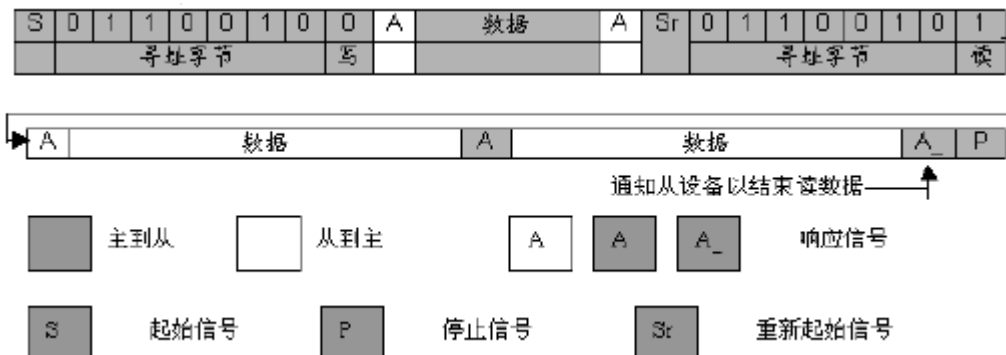 S 0 1 1 0 0 1 0 0 A 数据 A Sr 0 1 1 0 0 1 0 1_
寻址字节 写 寻址字节 读
A 数据 A 数据 A_ P
通知从设备以结束读数据
主到从 从到主 A A A_ 响应信号
S 起始信号 P 停止信号 Sr 重新起始信号